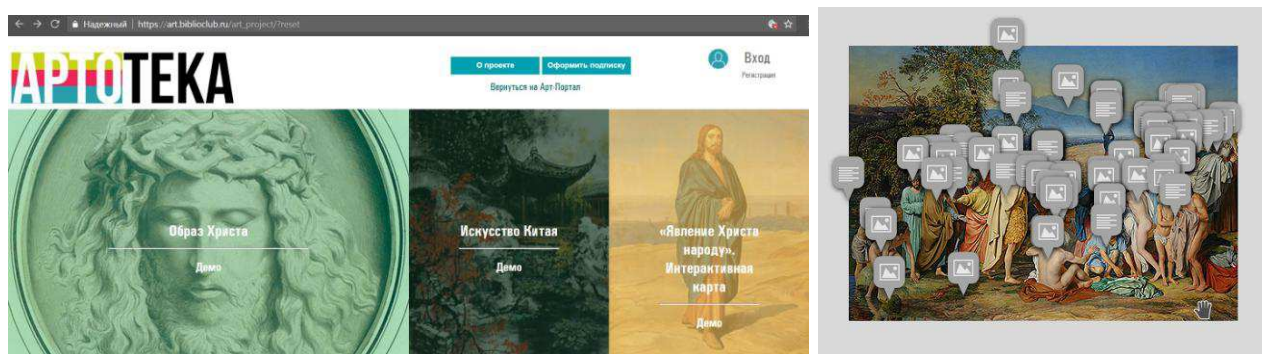 Надежный | https://art.biblioclub.ru/art_project/?reset
АРТОТЕКА
О проекте Оформить подписку
Вернуться на Арт-Портал
Вход
Регистрация
Образ Христа
Демо
Искусство Китая
Демо
«Явление Христа
народу».
Интерактивная
карта
Демо